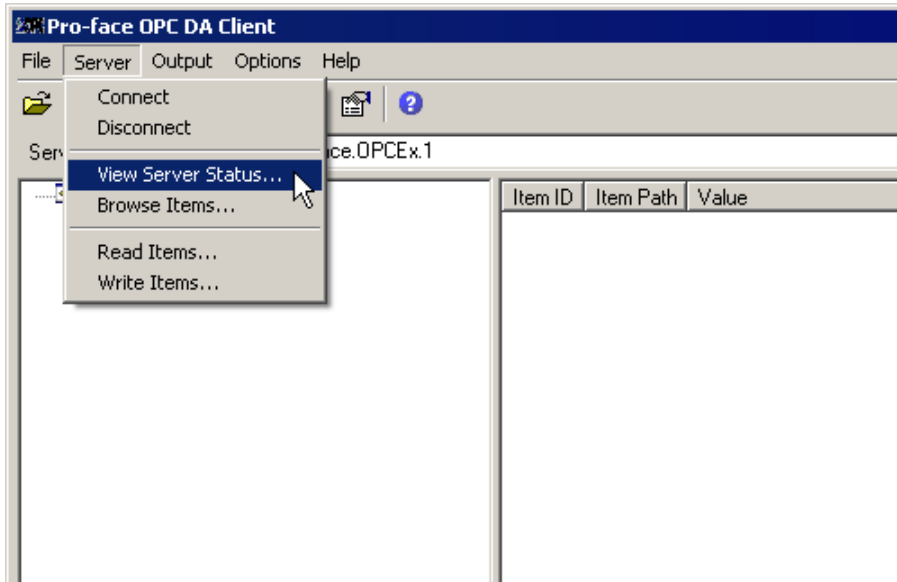 Pro-face OPC DA Client
File Server Output Options Help
Connect
Disconnect
Ser ce.OPCEx.1
View Server Status...
Browse Items...
Item ID Item Path Value
Read Items...
Write Items...